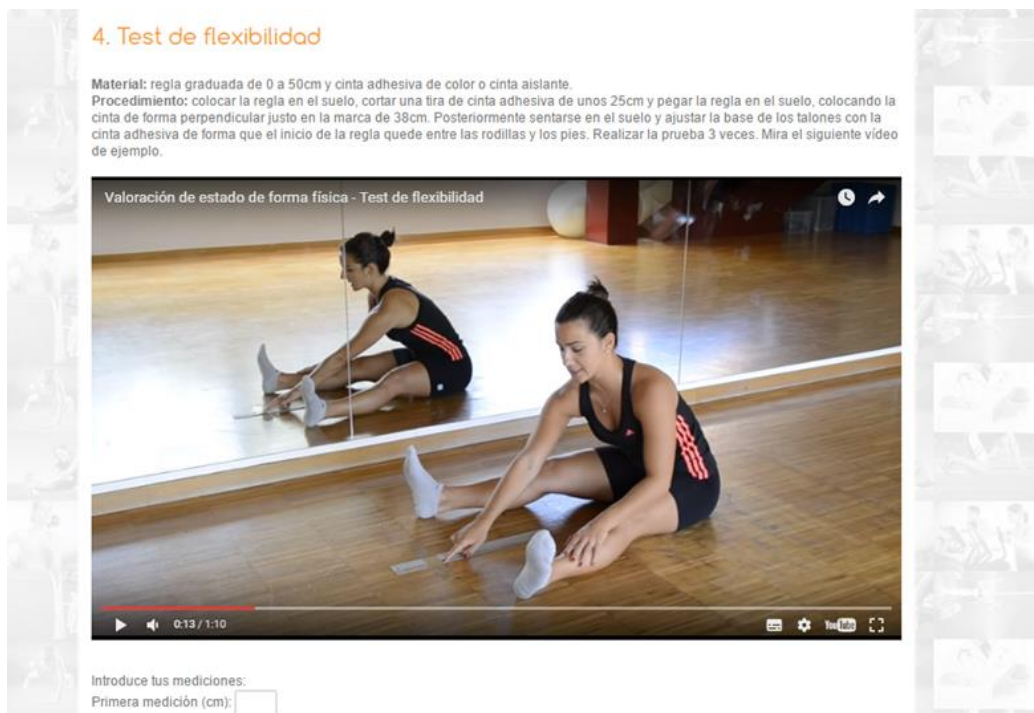 4. Test de flexibilidad
Material: regla graduada de 0 a 50cm y cinta adhesiva de color o cinta aislante.
Procedimiento: colocar la regla en el suelo, cortar una tira de cinta adhesiva de unos 25cm y pegar la regla en el suelo, colocando la
cinta de forma perpendicular justo en la marca de 38cm. Posteriormente sentarse en el suelo y ajustar la base de los talones con la
cinta adhesiva de forma que el inicio de la regla quede entre las rodillas y los pies. Realizar la prueba 3 veces. Mira el siguiente vídeo
de ejemplo.
Valoración de estado de forma física - Test de flexibilidad
0:13 / 1:10
YouTube
Introduce tus mediciones:
Primera medición (cm):